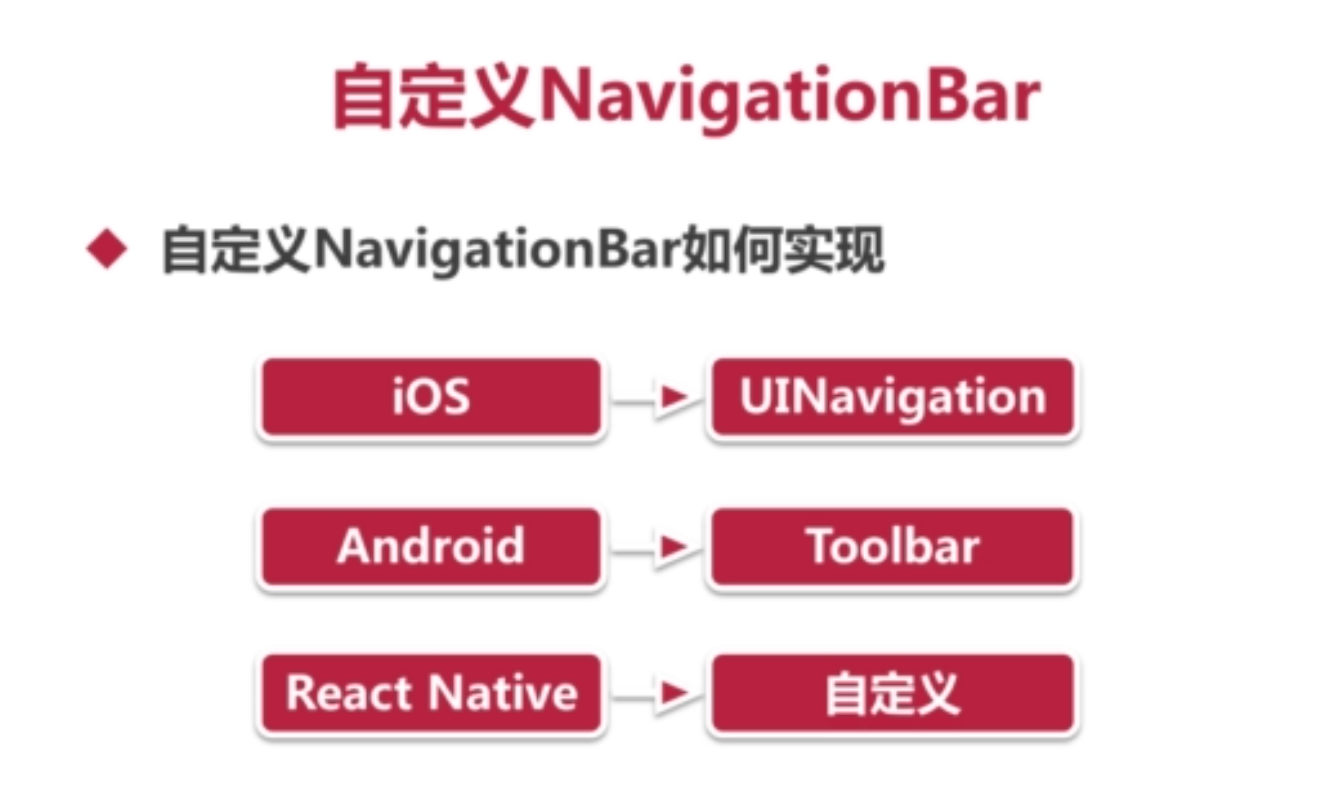 自定义NavigationBar
自定义NavigationBar如何实现
iOS
UINavigation
Android
Toolbar
React Native
自定义